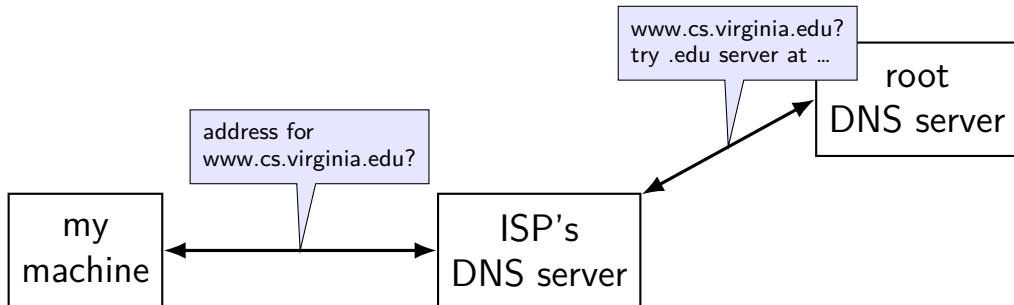 www.cs.virginia.edu?
try .edu server at ...
root
DNS server
address for
www.cs.virginia.edu?
my
machine
ISP's
DNS server